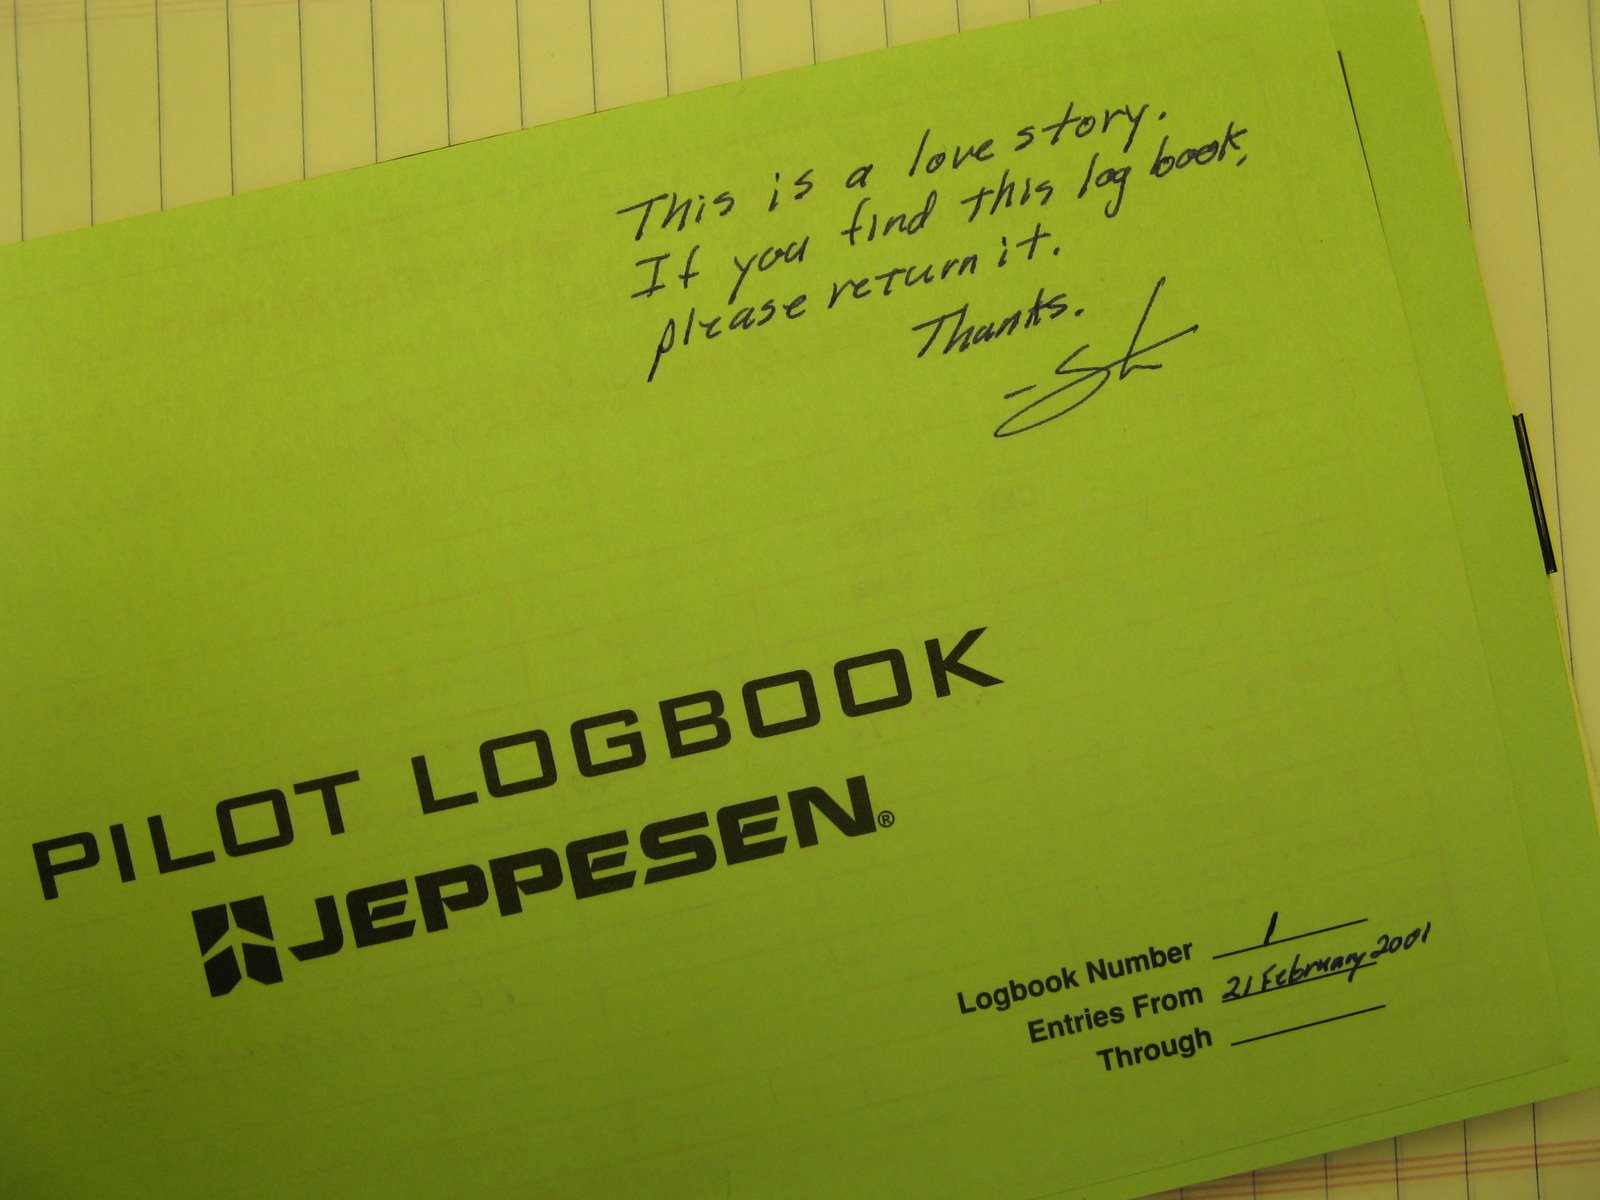 This is a love story.
If you find this log book,
please return it.
Thanks.
PILOT LOGBOOK
JEPPESEN®
Logbook Number 1
Entries From 21 February 2001
Through